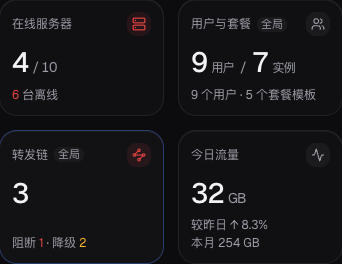 在线服务器
4 / 10
6 台离线
用户与套餐 全局
9 用户 / 7 实例
9 个用户 · 5 个套餐模板
转发链 全局
3
阻断 1 · 降级 2
今日流量
32 GB
较昨日 ↑ 8.3%
本月 254 GB